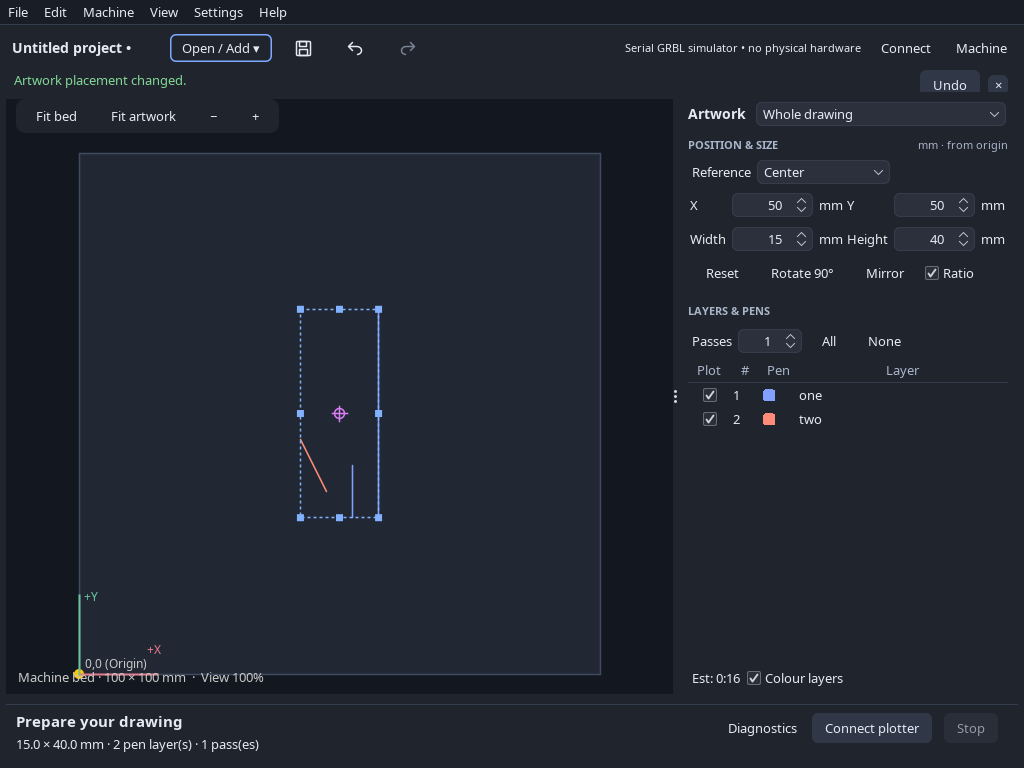 File Edit Machine View Settings Help
Untitled project • Open / Add ▾ Serial GRBL simulator • no physical hardware Connect Machine
Artwork placement changed. Undo ×
Fit bed Fit artwork − +
Artwork Whole drawing
POSITION & SIZE mm · from origin
Reference Center
X 50 mm Y 50 mm
Width 15 mm Height 40 mm
Reset Rotate 90° Mirror Ratio
LAYERS & PENS
Passes 1 All None
Plot # Pen Layer
1 one
2 two
+Y
+X
0,0 (Origin)
Machine bed · 100 × 100 mm · View 100%
Est: 0:16 Colour layers
Prepare your drawing
15.0 × 40.0 mm · 2 pen layer(s) · 1 pass(es)
Diagnostics Connect plotter Stop